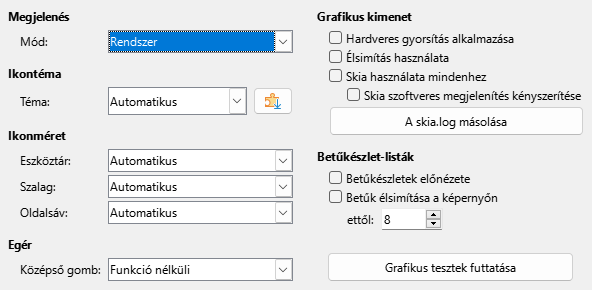 Megjelenés
Mód:
Rendszer
Ikontéma
Téma:
Automatikus
Ikonméret
Eszköztár:
Automatikus
Szalag:
Automatikus
Oldalsáv:
Automatikus
Egér
Középső gomb:
Funkció nélküli
Grafikus kimenet
Hardveres gyorsítás alkalmazása
Élsimítás használata
Skia használata mindenhez
Skia szoftveres megjelenítés kényszerítése
A skia.log másolása
Betűkészlet-listák
Betűkészletek előnézete
Betűk élsimítása a képernyőn
ettől:
8
Grafikus tesztek futtatása